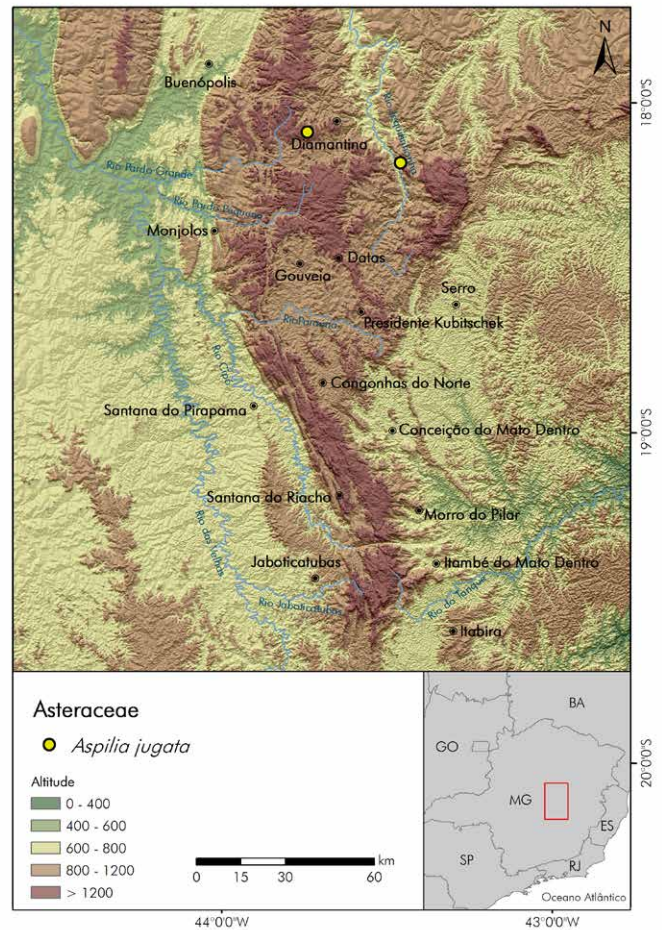 N
Buenópolis
18°0'0"S
Diamantina
Rio Jequitinhonha
Rio Pardo Grande
Rio Pardo Pequeno
Monjolos
Datas
Gouveia
Serro
Rio Paraúna
Presidente Kubitschek
Rio Cipó
Congonhas do Norte
Santana do Pirapama
19°0'0"S
Conceição do Mato Dentro
Santana do Riacho
Morro do Pilar
Rio das Velhas
Jaboticatubas
Itambé do Mato Dentro
Rio Jaboticatubas
Rio do Tanque
Itabira
Asteraceae
Aspilia jugata
Altitude
0 - 400
400 - 600
600 - 800
800 - 1200
> 1200
km
0 15 30 60
BA
GO
20°0'0"S
MG
ES
SP
RJ
Oceano Atlântico
44°0'0"W
43°0'0"W